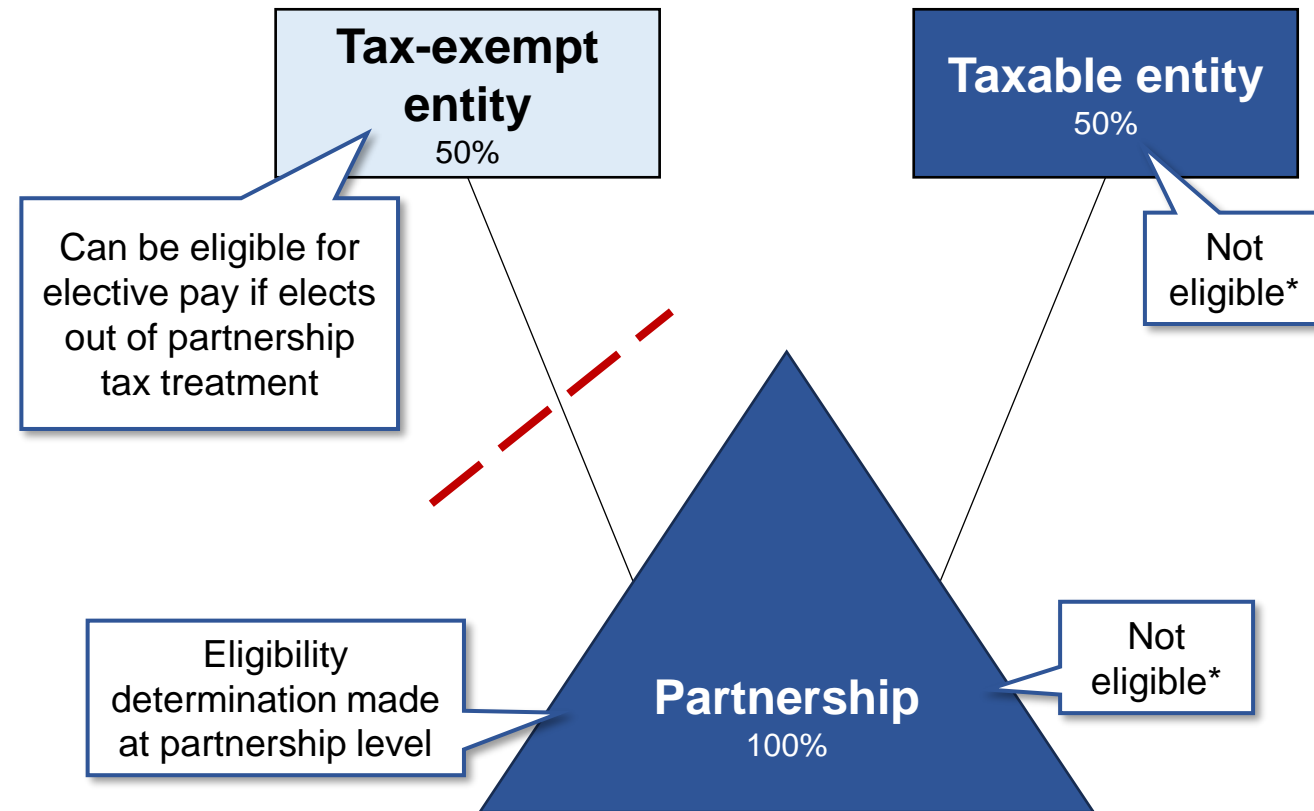 Tax-exempt
entity
50%
Taxable entity
50%
Can be eligible for
elective pay if elects
out of partnership
tax treatment
Not
eligible*
Eligibility
determination made
at partnership level
Partnership
100%
Not
eligible*